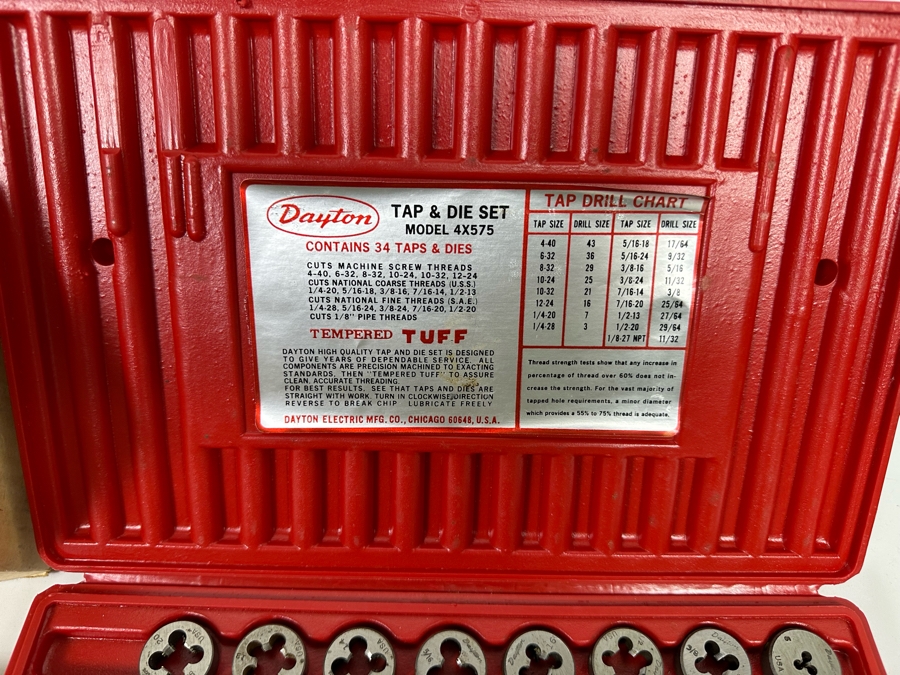 Dayton TAP & DIE SET
MODEL 4X575
CONTAINS 34 TAPS & DIES
CUTS MACHINE SCREW THREADS
4-40, 6-32, 8-32, 10-24, 10-32, 12-24
CUTS NATIONAL COARSE THREADS (U.S.S.)
1/4-20, 5/16-18, 3/8-16, 7/16-14, 1/2-13
CUTS NATIONAL FINE THREADS (S.A.E.)
1/4-28, 5/16-24, 3/8-24, 7/16-20, 1/2-20
CUTS 1/8" PIPE THREADS
TEMPERED TUFF
DAYTON HIGH QUALITY TAP AND DIE SET IS DESIGNED
TO GIVE YEARS OF DEPENDABLE SERVICE. ALL
COMPONENTS ARE PRECISION MACHINED TO EXACTING
STANDARDS, THEN "TEMPERED TUFF" TO ASSURE
CLEAN, ACCURATE THREADING.
FOR BEST RESULTS, SEE THAT TAPS AND DIES ARE
STRAIGHT WITH WORK. TURN IN CLOCKWISE DIRECTION
REVERSE TO BREAK CHIP LUBRICATE FREELY
DAYTON ELECTRIC MFG. CO., CHICAGO 60648, U.S.A.
TAP DRILL CHART
TAP SIZE DRILL SIZE TAP SIZE DRILL SIZE
4-40 43 5/16-18 17/64
6-32 36 5/16-24 9/32
8-32 29 3/8-16 5/16
10-24 25 3/8-24 11/32
10-32 21 7/16-14 3/8
12-24 16 7/16-20 25/64
1/4-20 7 1/2-13 27/64
1/4-28 3 1/2-20 29/64
1/8-27 NPT 11/32
Thread strength tests show that any increase in
percentage of thread over 60% does not in-
crease the strength. For the vast majority of
tapped hole requirements, a minor diameter
which provides a 55% to 75% thread is adequate.